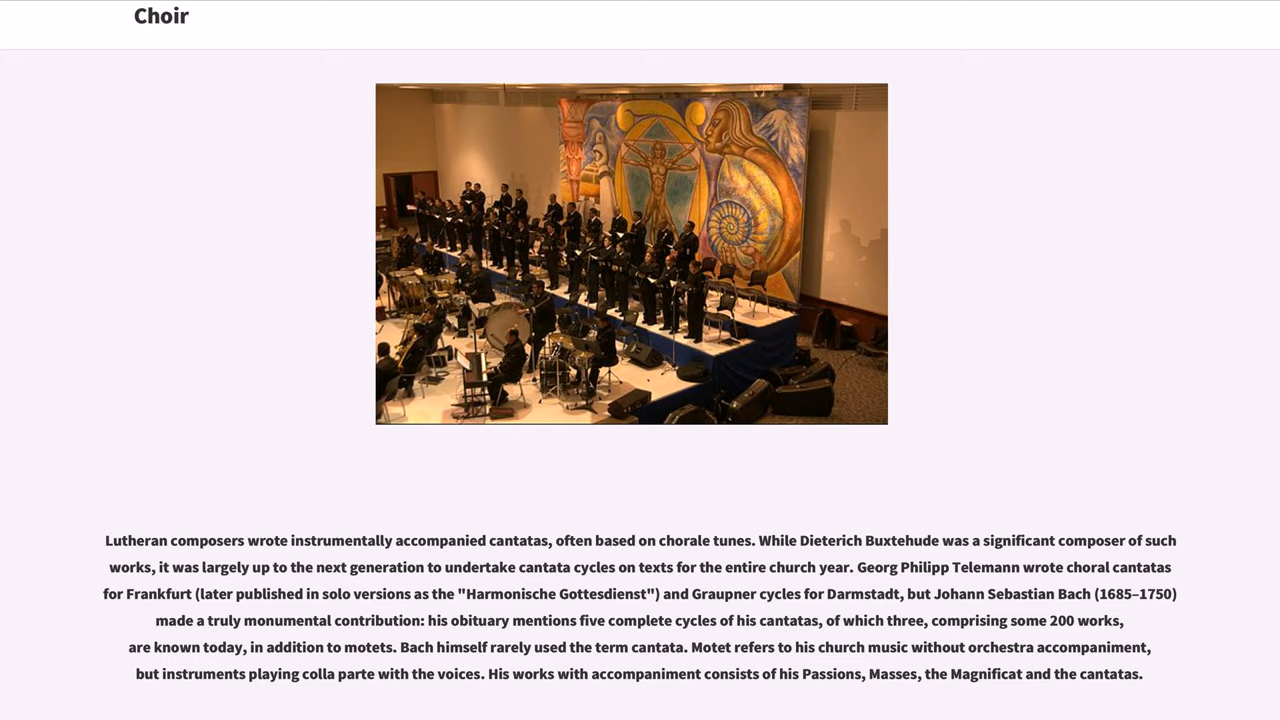 Choir
Lutheran composers wrote instrumentally accompanied cantatas, often based on chorale tunes. While Dieterich Buxtehude was a significant composer of such
works, it was largely up to the next generation to undertake cantata cycles on texts for the entire church year. Georg Philipp Telemann wrote choral cantatas
for Frankfurt (later published in solo versions as the "Harmonische Gottesdienst") and Graupner cycles for Darmstadt, but Johann Sebastian Bach (1685–1750)
made a truly monumental contribution: his obituary mentions five complete cycles of his cantatas, of which three, comprising some 200 works,
are known today, in addition to motets. Bach himself rarely used the term cantata. Motet refers to his church music without orchestra accompaniment,
but instruments playing colla parte with the voices. His works with accompaniment consists of his Passions, Masses, the Magnificat and the cantatas.